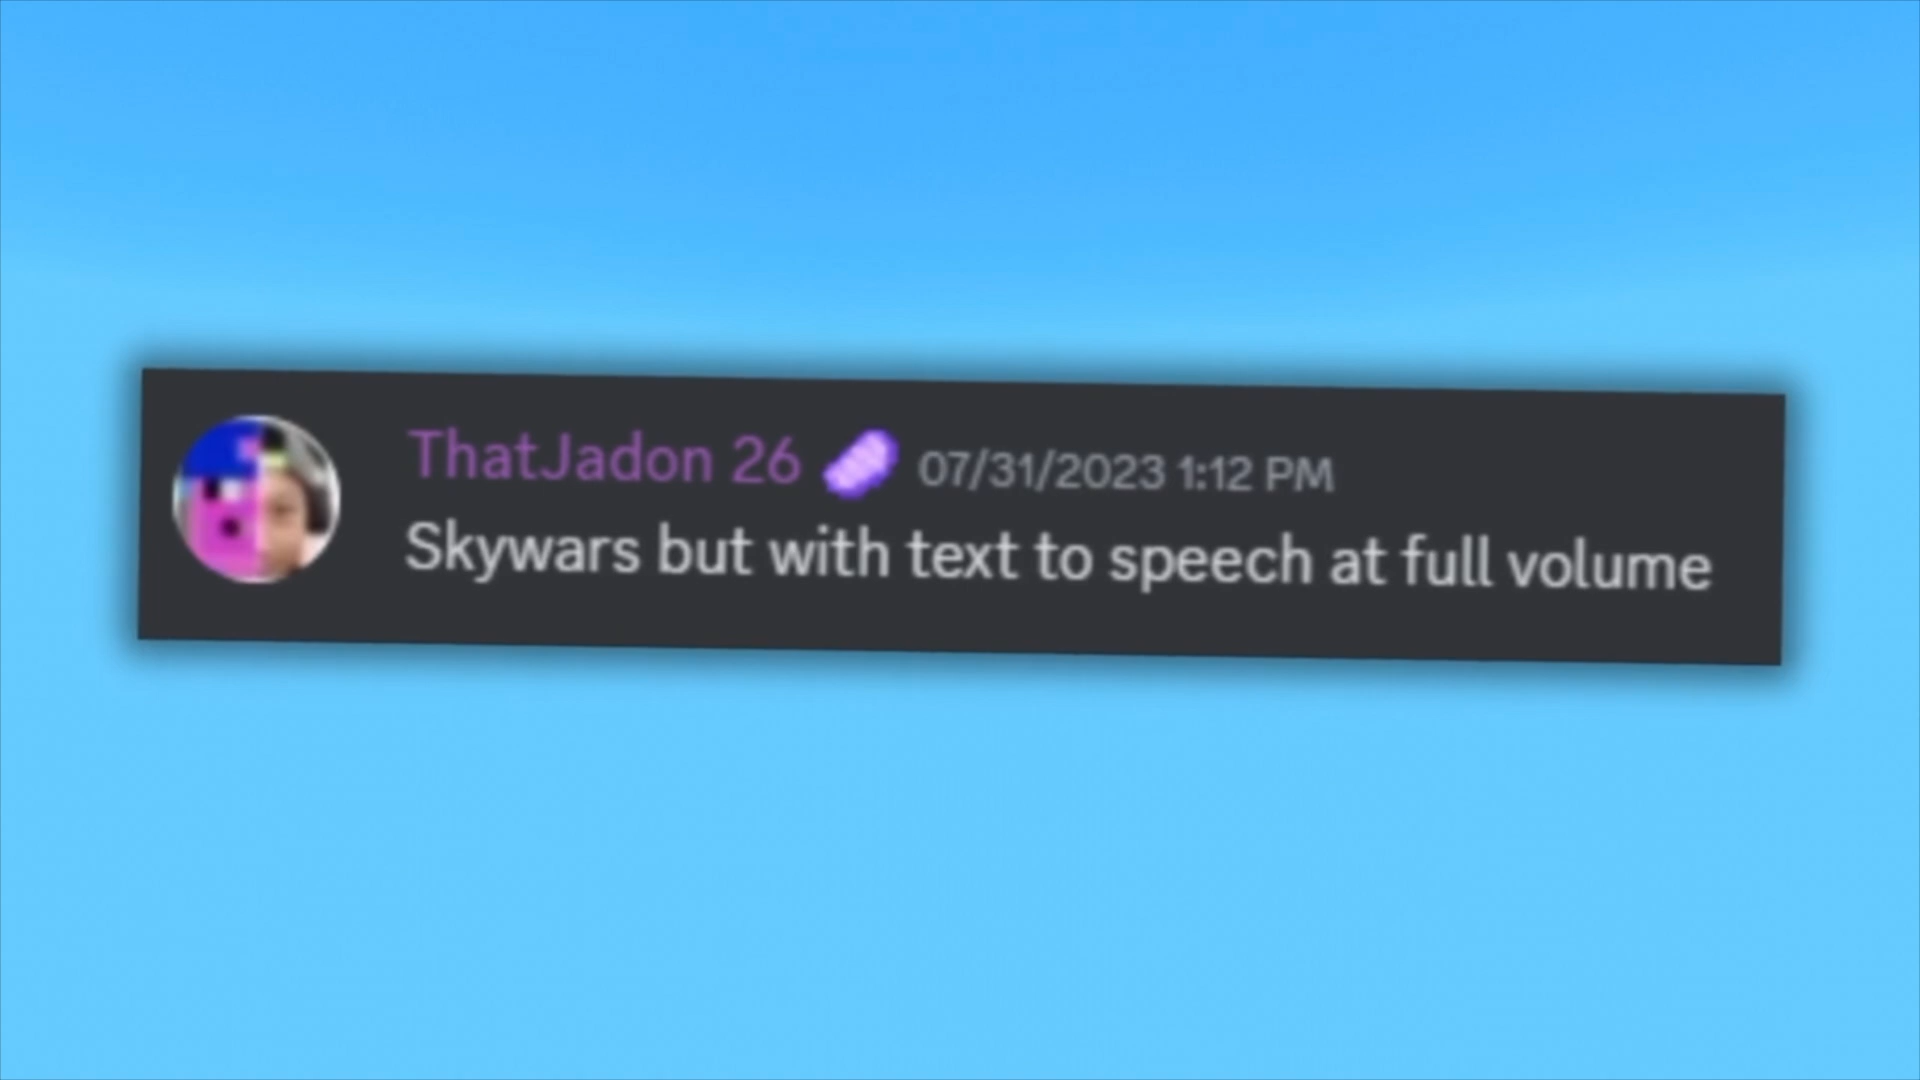 ThatJadon 26 07/31/2023 1:12 PM
Skywars but with text to speech at full volume